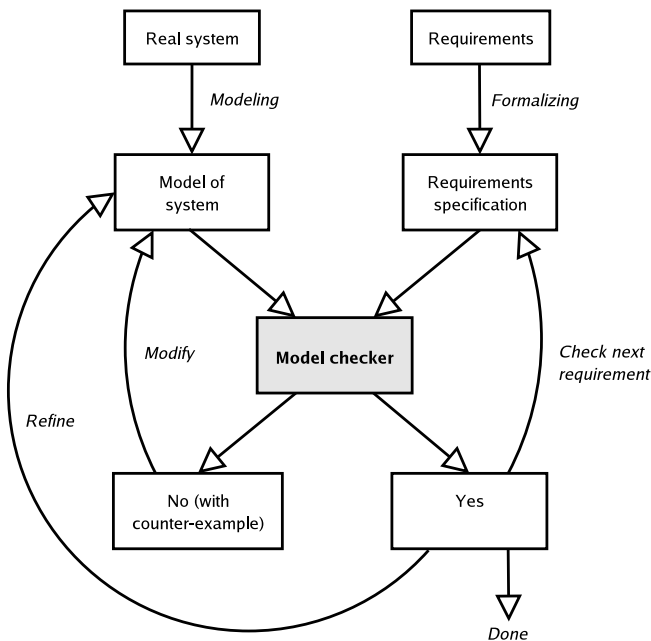 Real system
Requirements
Modeling
Formalizing
Model of
system
Requirements
specification
Model checker
Modify
Check next
requirement
Refine
No (with
counter-example)
Yes
Done